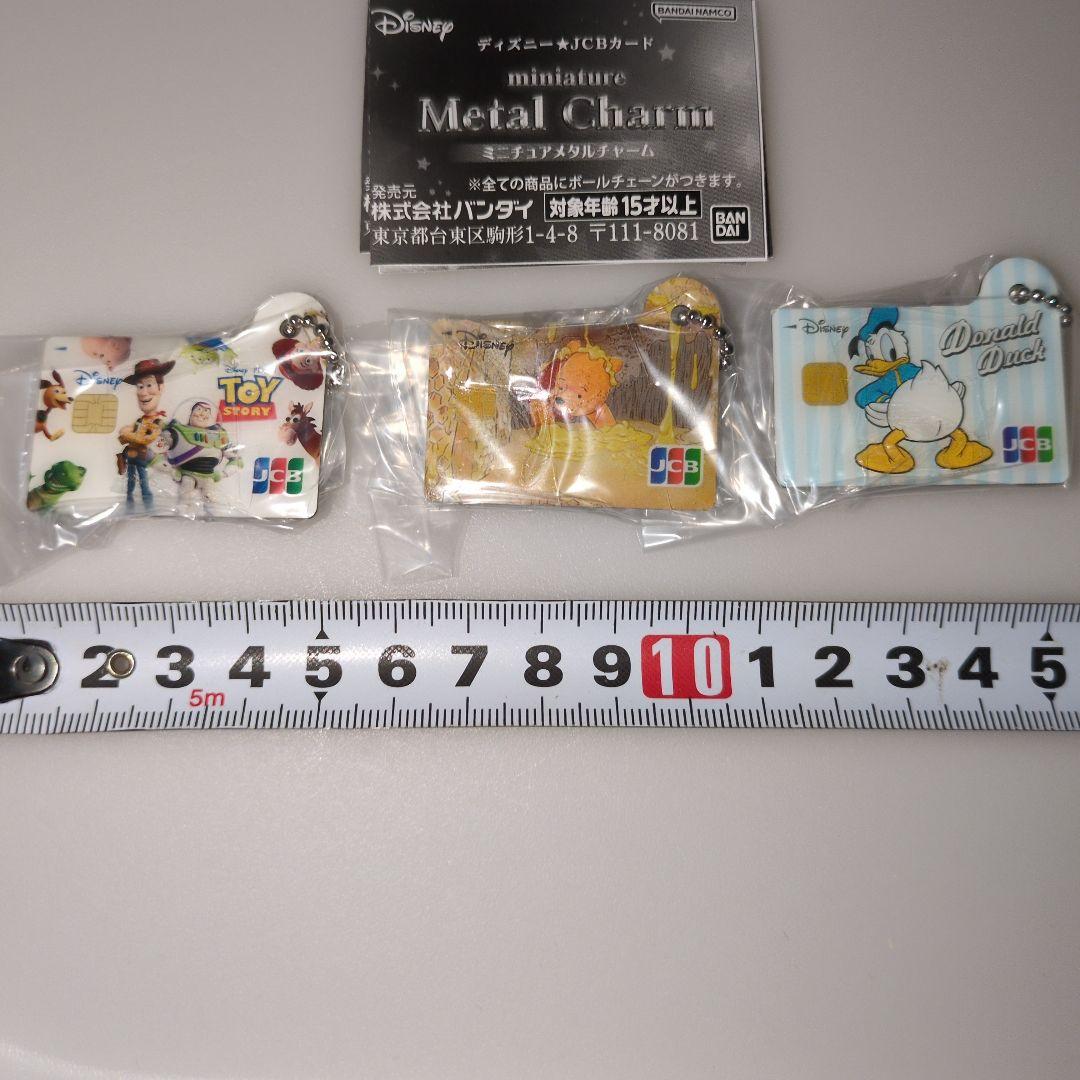 Disney
BANDAI NAMCO
ディズニー★JCBカード
miniature
Metal Charm
ミニチュアメタルチャーム
※全ての商品にボールチェーンがつきます。
発売元
株式会社バンダイ 対象年齢 15才以上
BAN
DAI
東京都台東区駒形1-4-8 〒111-8081
Disney
TOY
STORY
JCB
Disney
JCB
Disney
Donald
Duck
JCB
2 3 4 5 6 7 8 9 10 1 2 3 4 5
5m